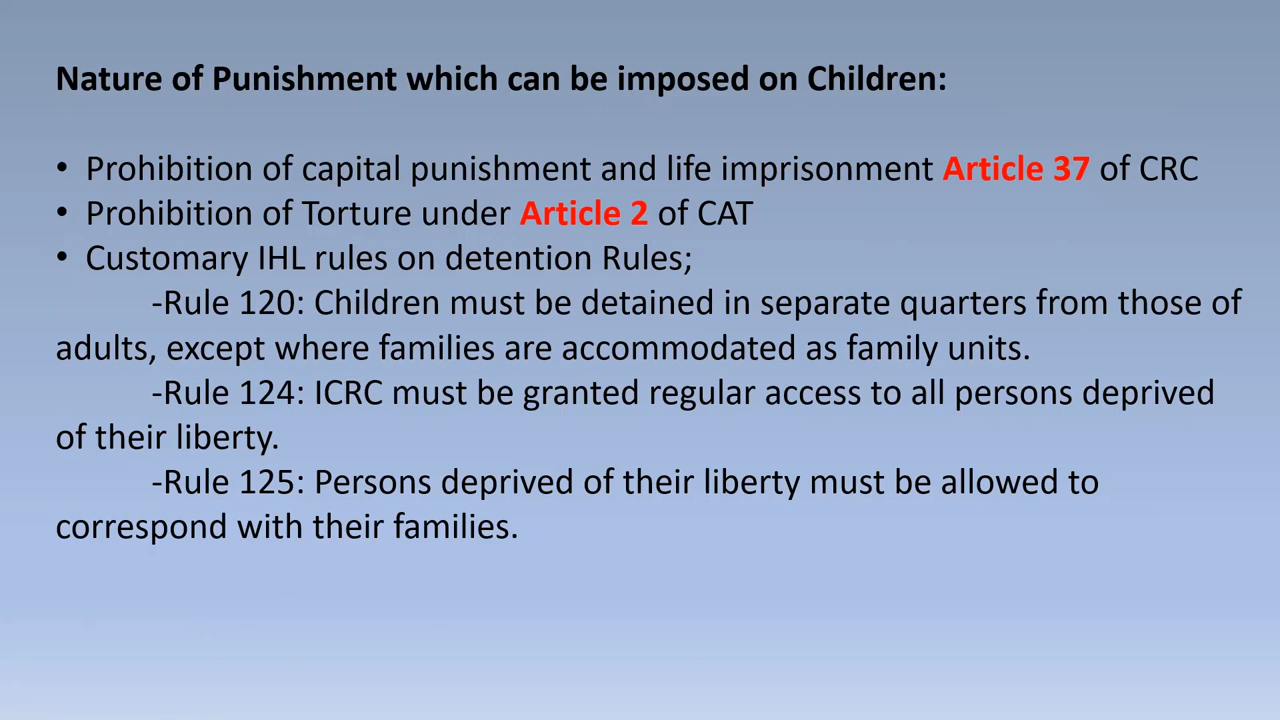 Nature of Punishment which can be imposed on Children:
• Prohibition of capital punishment and life imprisonment Article 37 of CRC
• Prohibition of Torture under Article 2 of CAT
• Customary IHL rules on detention Rules;
-Rule 120: Children must be detained in separate quarters from those of
adults, except where families are accommodated as family units.
-Rule 124: ICRC must be granted regular access to all persons deprived
of their liberty.
-Rule 125: Persons deprived of their liberty must be allowed to
correspond with their families.